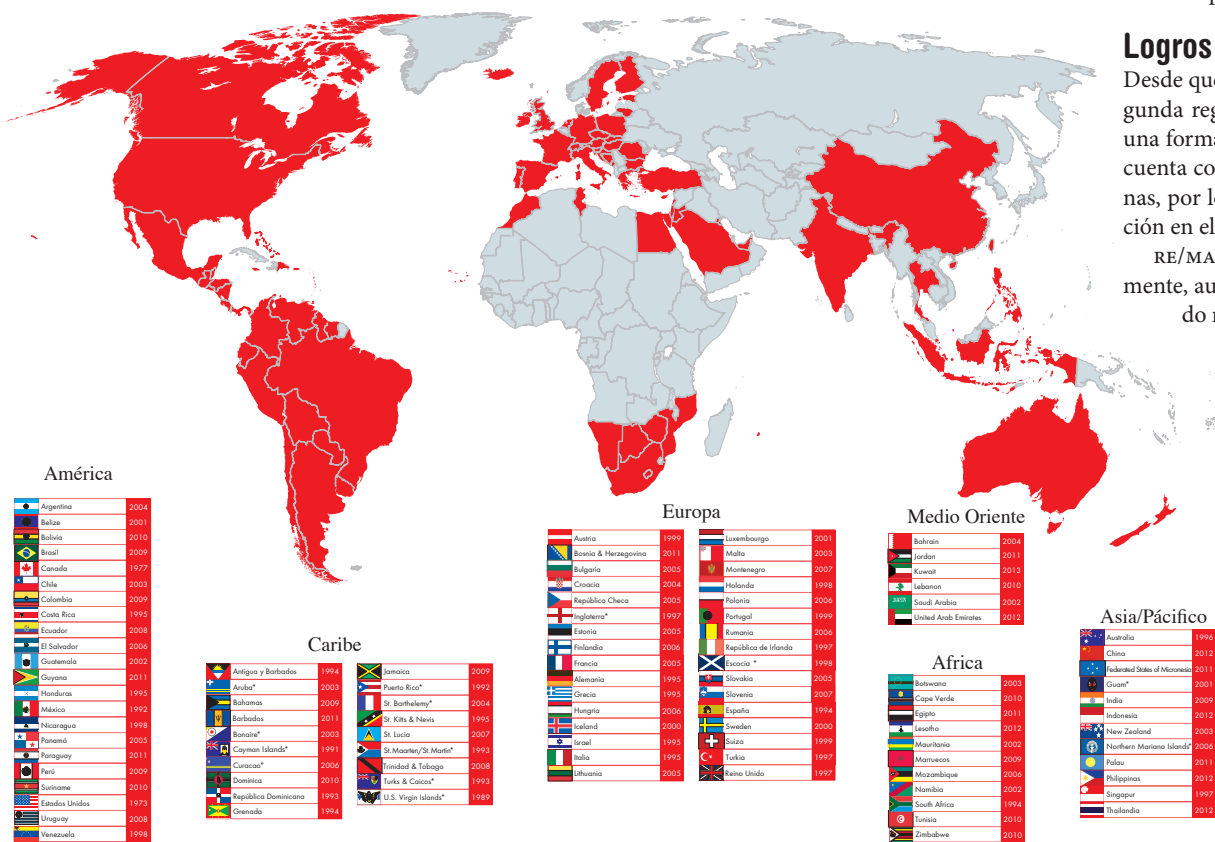 Logros
Desde que
gunda reg
una forma
cuenta co
nas, por l
ción en el
RE/MA
mente, au
do
América
Argentina 2004
Belize 2001
Bolivia 2010
Brasil 2009
Canada 1977
Chile 2003
Colombia 2009
Costa Rica 1995
Ecuador 2008
El Salvador 2006
Guatemala 2002
Guyana 2011
Honduras 1995
México 1992
Nicaragua 1998
Panamá 2005
Paraguay 2011
Perú 2009
Suriname 2010
Estados Unidos 1973
Uruguay 2008
Venezuela 1998
Caribe
Antigua y Barbados 1994
Aruba* 2003
Bahamas 2009
Barbados 2011
Bonaire* 2003
Cayman Islands* 1991
Curacao* 2006
Dominica 2010
República Dominicana 1993
Grenada 1994
Jamaica 2009
Puerto Rico* 1992
St. Barthelemy* 2004
St. Kitts & Nevis 1995
St. Lucia 2007
St.Maarten/St.Martin* 1993
Trinidad & Tobago 2008
Turks & Caicos* 1993
U.S. Virgin Islands* 1989
Europa
Austria 1999
Bosnia & Herzegovina 2011
Bulgaria 2005
Croacia 2004
República Checa 2005
Inglaterra* 1997
Estonia 2005
Finlandia 2006
Francia 2005
Alemania 1995
Grecia 1995
Hungria 2006
Iceland 2000
Israel 1995
Italia 1995
Lithuania 2005
Luxembourgo 2001
Malta 2003
Montenegro 2007
Holanda 1998
Polonia 2006
Portugal 1999
Rumania 2006
República de Irlanda 1997
Escocia * 1998
Slovakia 2005
Slovenia 2007
España 1994
Sweden 2000
Suiza 1999
Turkia 1997
Reino Unido 1997
Medio Oriente
Bahrain 2004
Jordan 2011
Kuwait 2013
Lebanon 2010
Saudi Arabia 2002
United Arab Emirates 2012
Africa
Botswana 2003
Cape Verde 2010
Egipto 2011
Lesotho 2012
Mauritania 2002
Marruecos 2009
Mozambique 2006
Namibia 2002
South Africa 1994
Tunisia 2010
Zimbabwe 2010
Asia/Pácifico
Australia 1996
China 2012
Federated States of Micronesia 2011
Guam* 2001
India 2009
Indonesia 2012
New Zealand 2003
Northern Mariana Islands* 2006
Palau 2011
Philippinas 2012
Singapur 1997
Thailandia 2012